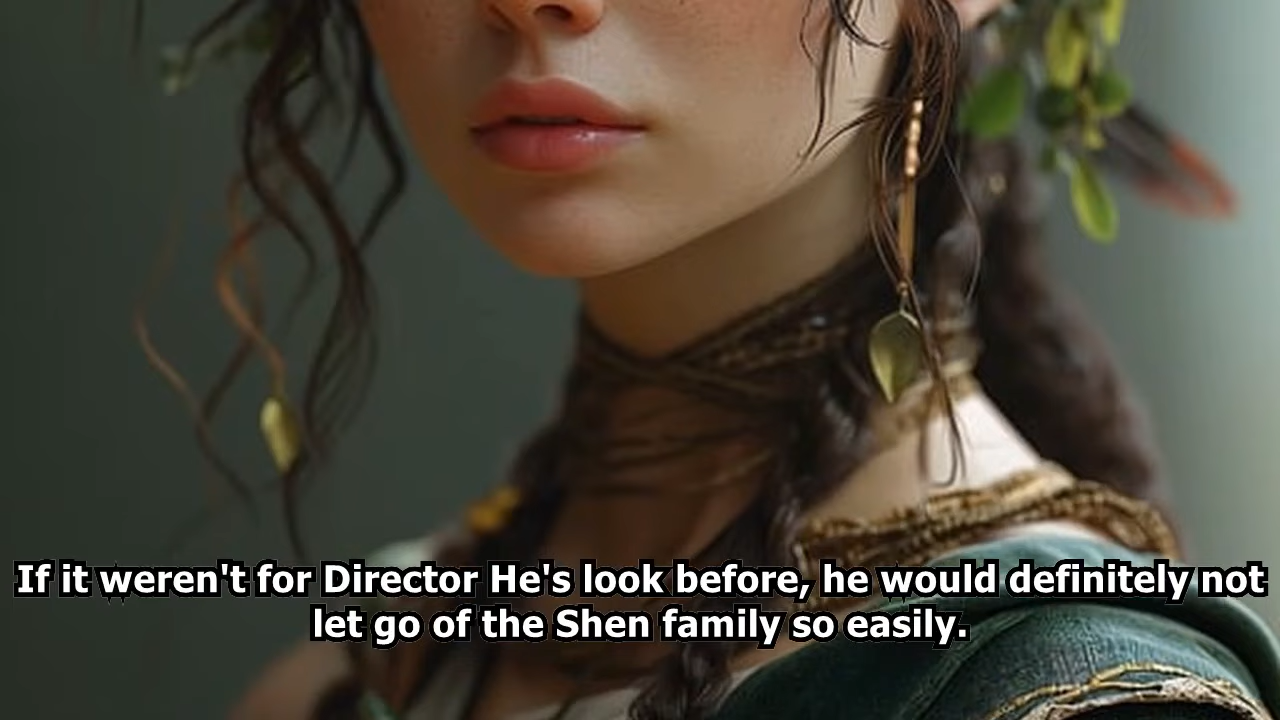 If it weren't for Director He's look before, he would definitely not
let go of the Shen family so easily.